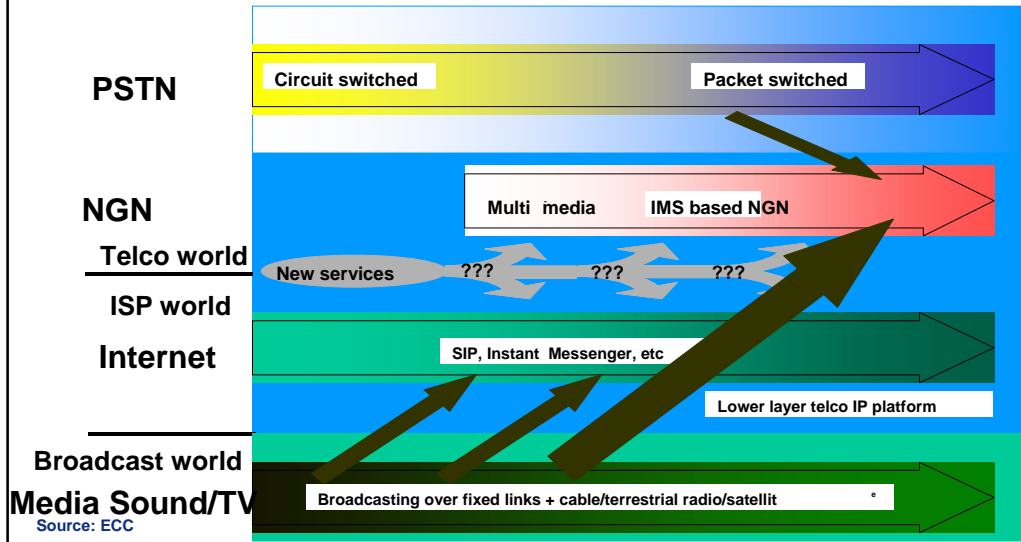 PSTN
Circuit switched
Packet switched
NGN
Multi media
IMS based NGN
Telco world
New services
???
???
???
ISP world
Internet
SIP, Instant Messenger, etc
Lower layer telco IP platform
Broadcast world
Media Sound/TV
Broadcasting over fixed links + cable/terrestrial radio/satellite
Source: ECC